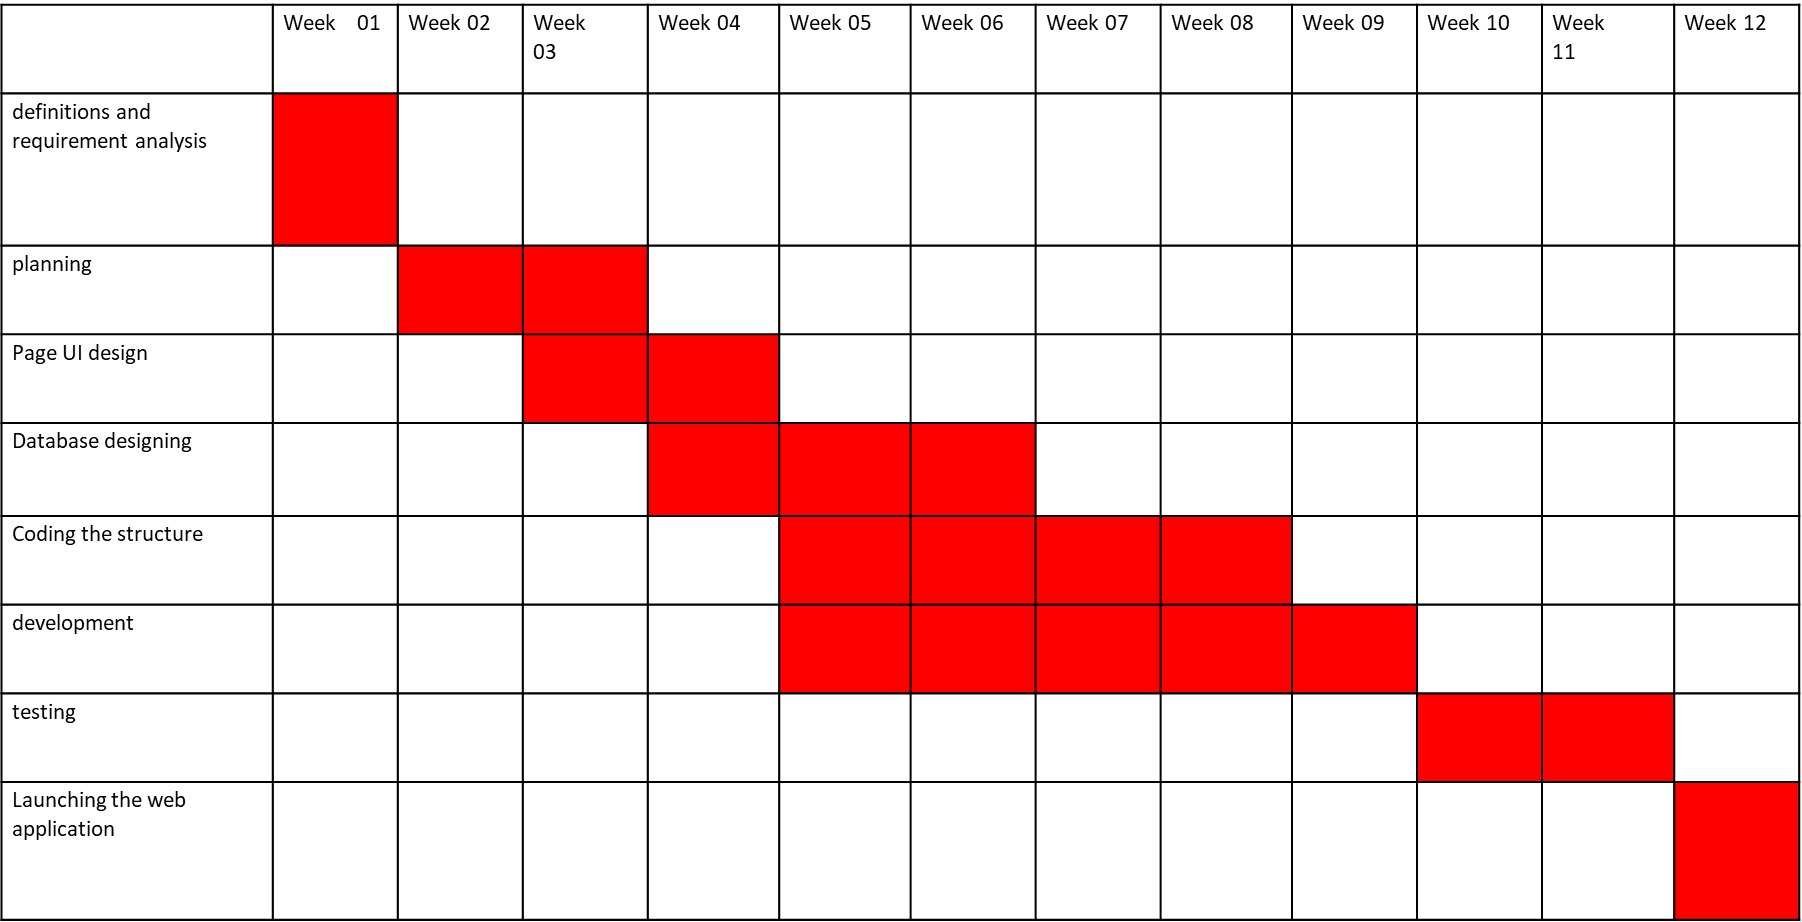 Week 01 Week 02 Week 03 Week 04 Week 05 Week 06 Week 07 Week 08 Week 09 Week 10 Week 11 Week 12
definitions and
requirement analysis
planning
Page UI design
Database designing
Coding the structure
development
testing
Launching the web
application